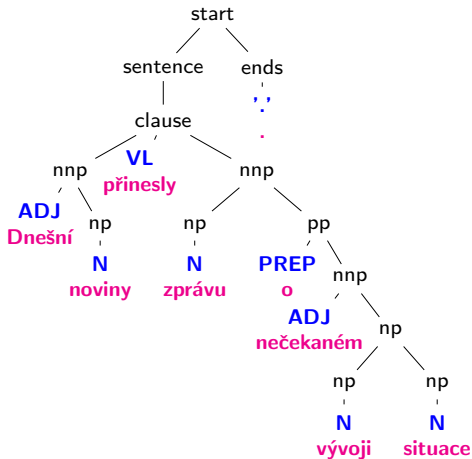 start
sentence ends
clause '.'
.
nnp VL nnp
přinesly
ADJ np np pp
Dnešní
N N PREP nnp
noviny zprávu o
ADJ np
nečekaném
np np
N N
vývoji situace